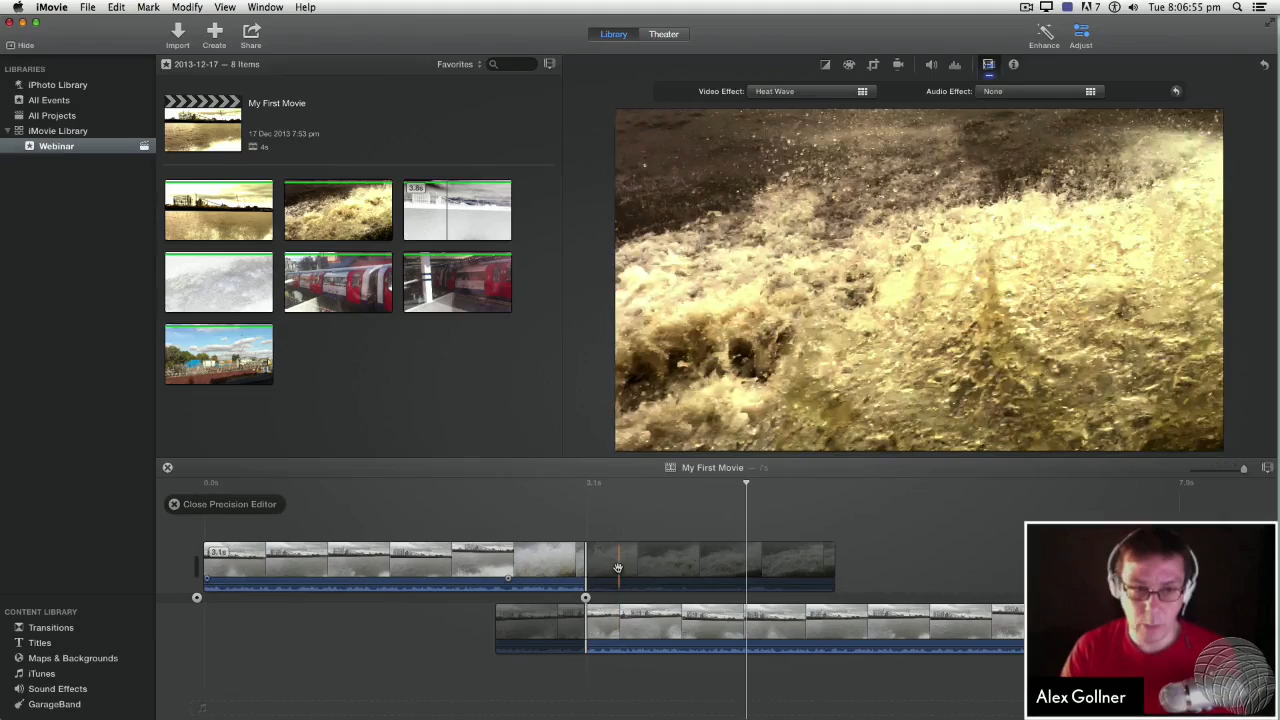 iMovie File Edit Mark Modify View Window Help
7 Tue 8:06:55 pm
Hide
Import Create Share
Library Theater
Enhance Adjust
LIBRARIES
iPhoto Library
All Events
All Projects
iMovie Library
Webinar
2013-12-17 — 8 Items
Favorites
My First Movie
17 Dec 2013 7:53 pm
4s
3.8s
Video Effect: Heat Wave
Audio Effect: None
My First Movie — 7s
0.0s 3.1s 7.9s
Close Precision Editor
3.1s
CONTENT LIBRARY
Transitions
Titles
Maps & Backgrounds
iTunes
Sound Effects
GarageBand
Alex Gollner